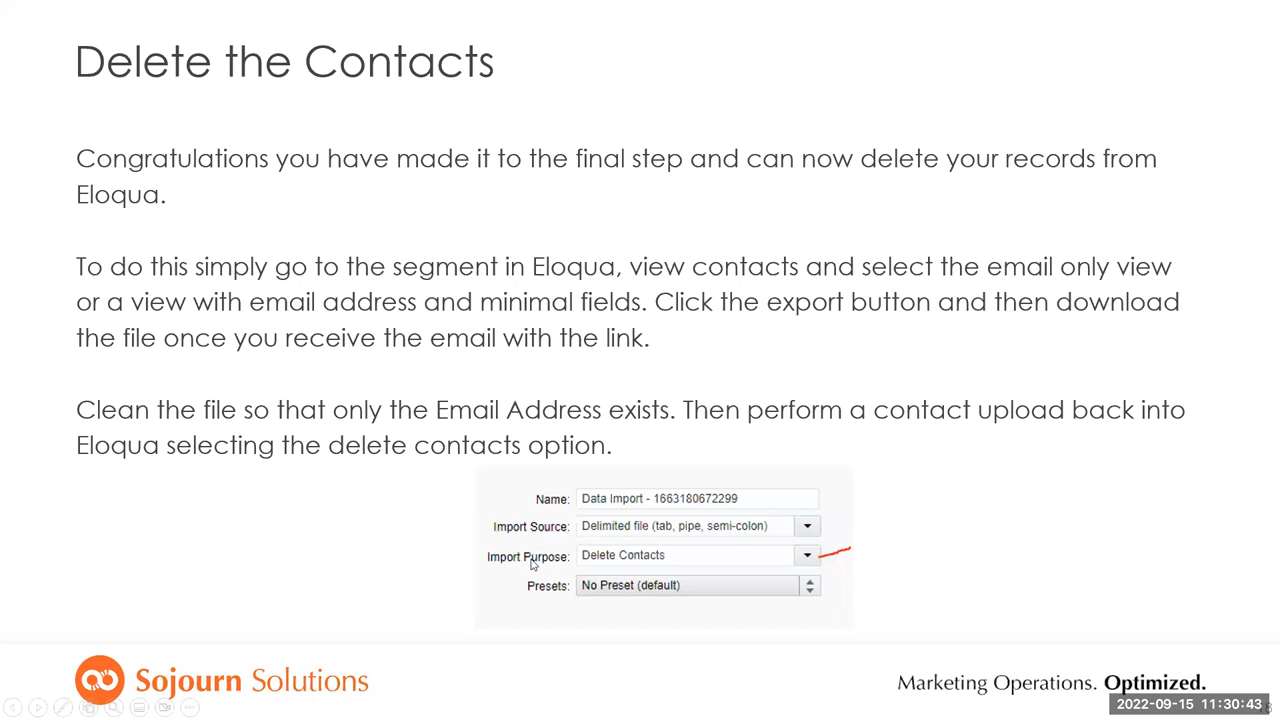 Delete the Contacts
Congratulations you have made it to the final step and can now delete your records from
Eloqua.
To do this simply go to the segment in Eloqua, view contacts and select the email only view
or a view with email address and minimal fields. Click the export button and then download
the file once you receive the email with the link.
Clean the file so that only the Email Address exists. Then perform a contact upload back into
Eloqua selecting the delete contacts option.
Name: Data Import - 1663180672299
Import Source: Delimited file (tab, pipe, semi-colon)
Import Purpose: Delete Contacts
Presets: No Preset (default)
Sojourn Solutions
Marketing Operations. Optimized.
2022-09-15 11:30:43